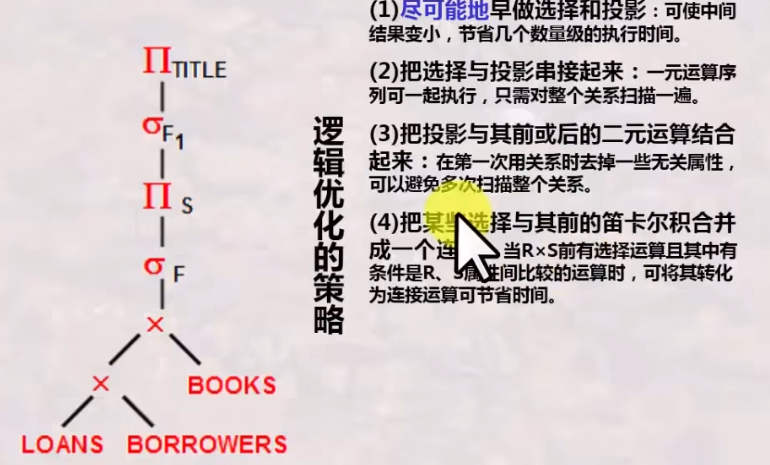 ΠTITLE
σF1
Π S
σ F
×
× BOOKS
LOANS BORROWERS
逻辑优化的策略
(1)尽可能地早做选择和投影：可使中间
结果变小，节省几个数量级的执行时间。
(2)把选择与投影串接起来：一元运算序
列可一起执行，只需对整个关系扫描一遍。
(3)把投影与其前或后的二元运算结合
起来：在第一次用关系时去掉一些无关属性，
可以避免多次扫描整个关系。
(4)把某些选择与其前的笛卡尔积合并
成一个连 当R×S前有选择运算且其中有
条件是R、S属性间比较的运算时，可将其转化
为连接运算可节省时间。